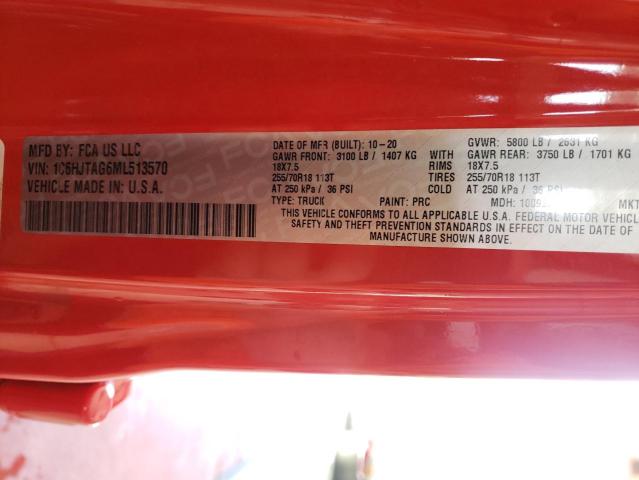 MFD BY: FCA US LLC
VIN: 1C6HJTAG6ML513570
VEHICLE MADE IN U.S.A.
DATE OF MFR (BUILT): 10-20 GVWR: 5800 LB / 2631 KG
GAWR FRONT: 3100 LB / 1407 KG WITH GAWR REAR: 3750 LB / 1701 KG
18X7.5 RIMS 18X7.5
255/70R18 113T TIRES 255/70R18 113T
AT 250 kPa / 36 PSI COLD AT 250 kPa / 36 PSI
TYPE: TRUCK PAINT: PRC MDH: MKT
THIS VEHICLE CONFORMS TO ALL APPLICABLE U.S.A. FEDERAL MOTOR VEHICL
SAFETY AND THEFT PREVENTION STANDARDS IN EFFECT ON THE DATE OF
MANUFACTURE SHOWN ABOVE.